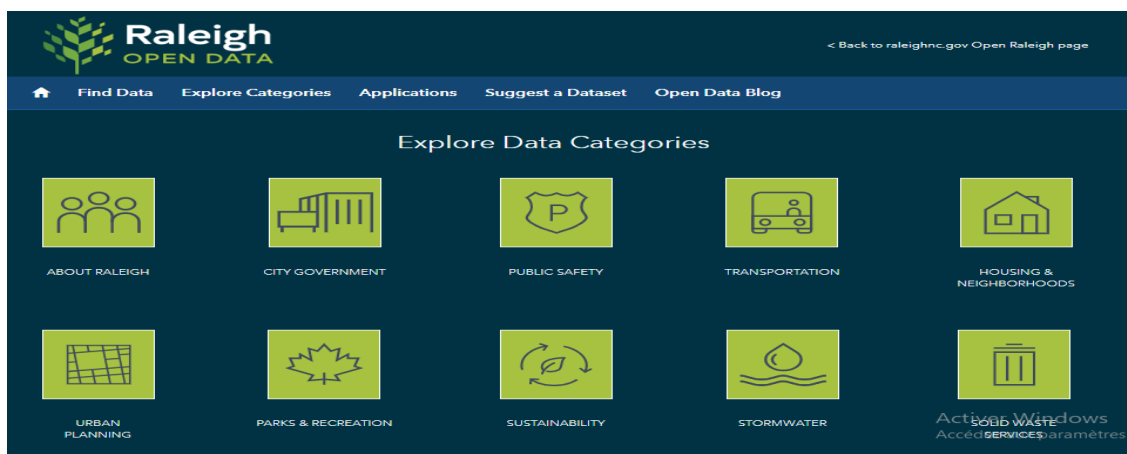 Raleigh
OPEN DATA
< Back to raleighnc.gov Open Raleigh page
Find Data Explore Categories Applications Suggest a Dataset Open Data Blog
Explore Data Categories
P
ABOUT RALEIGH CITY GOVERNMENT PUBLIC SAFETY TRANSPORTATION HOUSING &
NEIGHBORHOODS
URBAN PARKS & RECREATION SUSTAINABILITY STORMWATER SOLID WASTE
PLANNING SERVICES
Activer Windows
paramètres